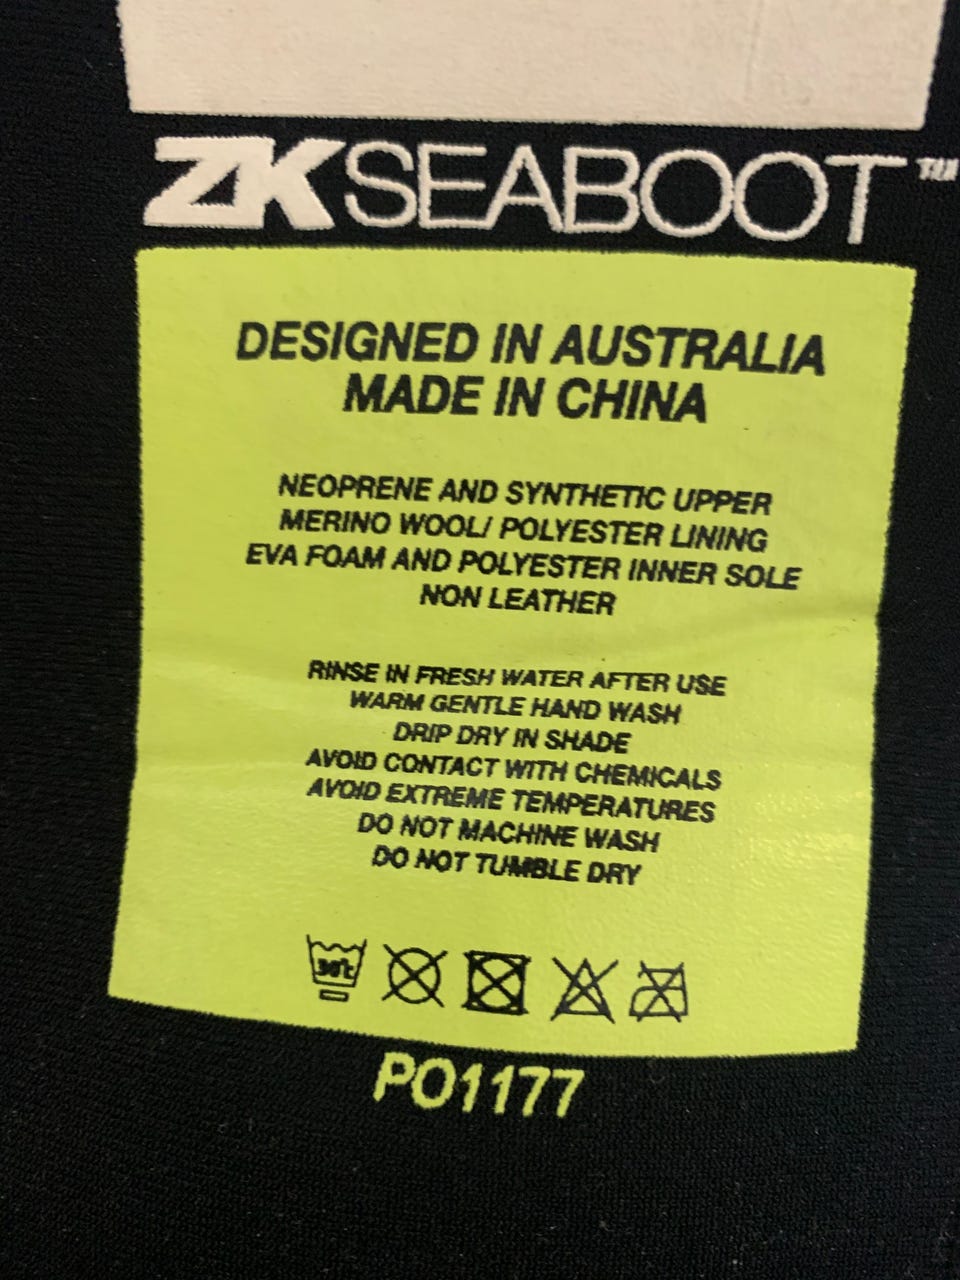 ZKSEABOOT™
DESIGNED IN AUSTRALIA
MADE IN CHINA
NEOPRENE AND SYNTHETIC UPPER
MERINO WOOL/ POLYESTER LINING
EVA FOAM AND POLYESTER INNER SOLE
NON LEATHER
RINSE IN FRESH WATER AFTER USE
WARM GENTLE HAND WASH
DRIP DRY IN SHADE
AVOID CONTACT WITH CHEMICALS
AVOID EXTREME TEMPERATURES
DO NOT MACHINE WASH
DO NOT TUMBLE DRY
30℃
PO1177